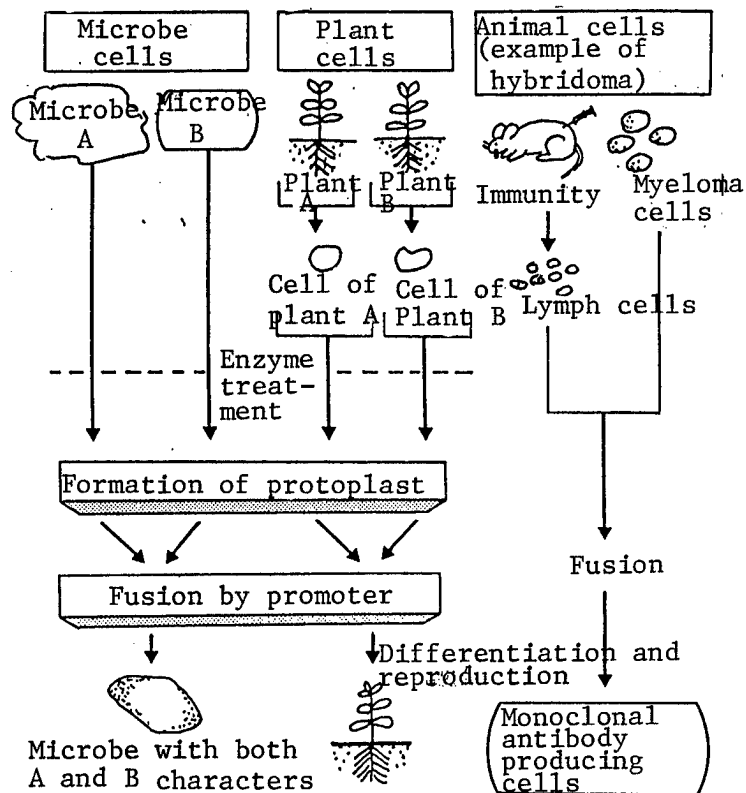 Microbe
cells
Plant
cells
Animal cells
(example of
hybridoma)
Microbe
A
Microbe
B
Plant
A
Plant
B
Immunity
Myeloma
cells
Cell of
plant A
Cell of
Plant B
Lymph cells
Enzyme
treat-
ment
Formation of protoplast
Fusion by promoter
Fusion
Differentiation and
reproduction
Microbe with both
A and B characters
Monoclonal
antibody
producing
cells